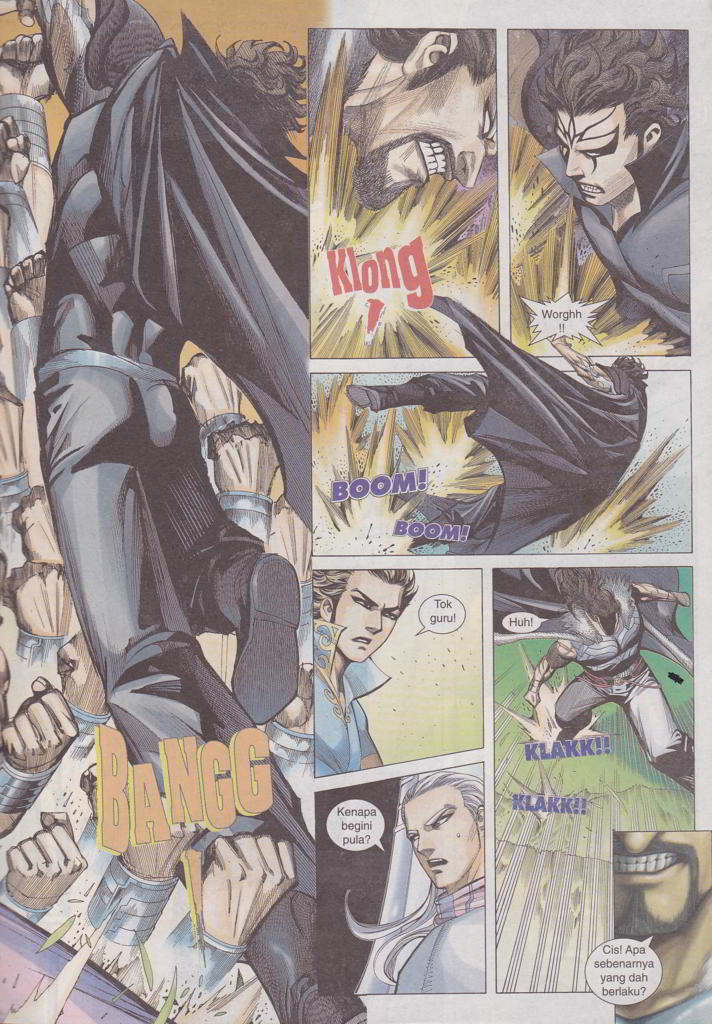 BANGG
!
Klong
!
Worghh
!!
BOOM!
BOOM!
Tok
guru!
Huh!
KLAKK!!
KLAKK!!
Kenapa
begini
pula?
Cis! Apa
sebenarnya
yang dah
berlaku?